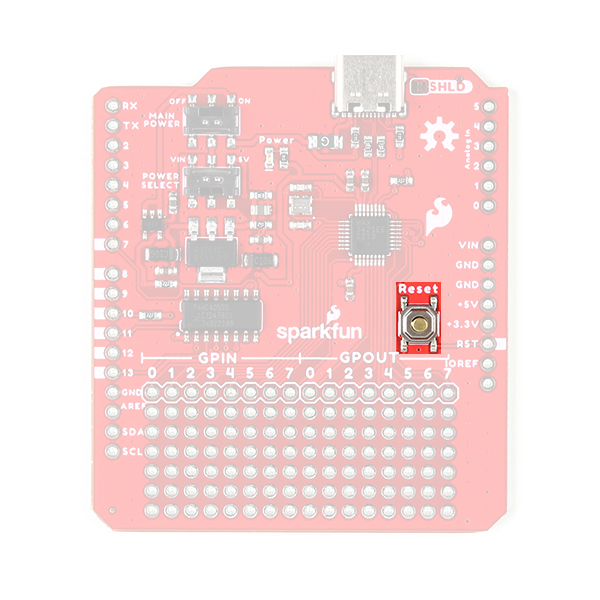 SHLD
RX
OFF
ON
MAIN
POWER
TX
2
3
4
5
7
8
9
10
11
12
13
GND
AREF
SDA
SCL
VIN
5V
POWER
SELECT
Power
Analog In
5
4
3
2
1
0
VIN
GND
GND
+5V
+3.3V
RST
IOREF
Reset
sparkfun
GPIN
GPOUT
0 1 2 3 4 5 6 7 0 1 2 3 4 5 6 7